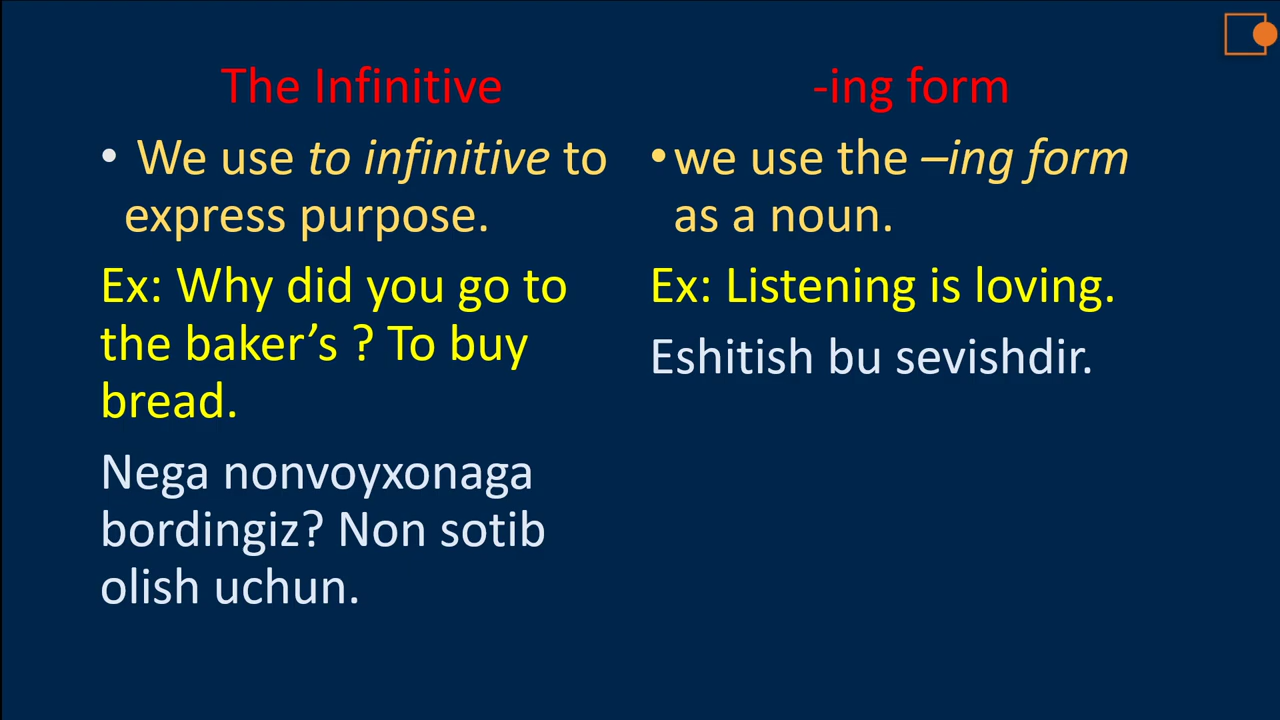 The Infinitive
• We use to infinitive to
express purpose.
Ex: Why did you go to
the baker’s ? To buy
bread.
Nega nonvoyxonaga
bordingiz? Non sotib
olish uchun.
-ing form
•we use the –ing form
as a noun.
Ex: Listening is loving.
Eshitish bu sevishdir.